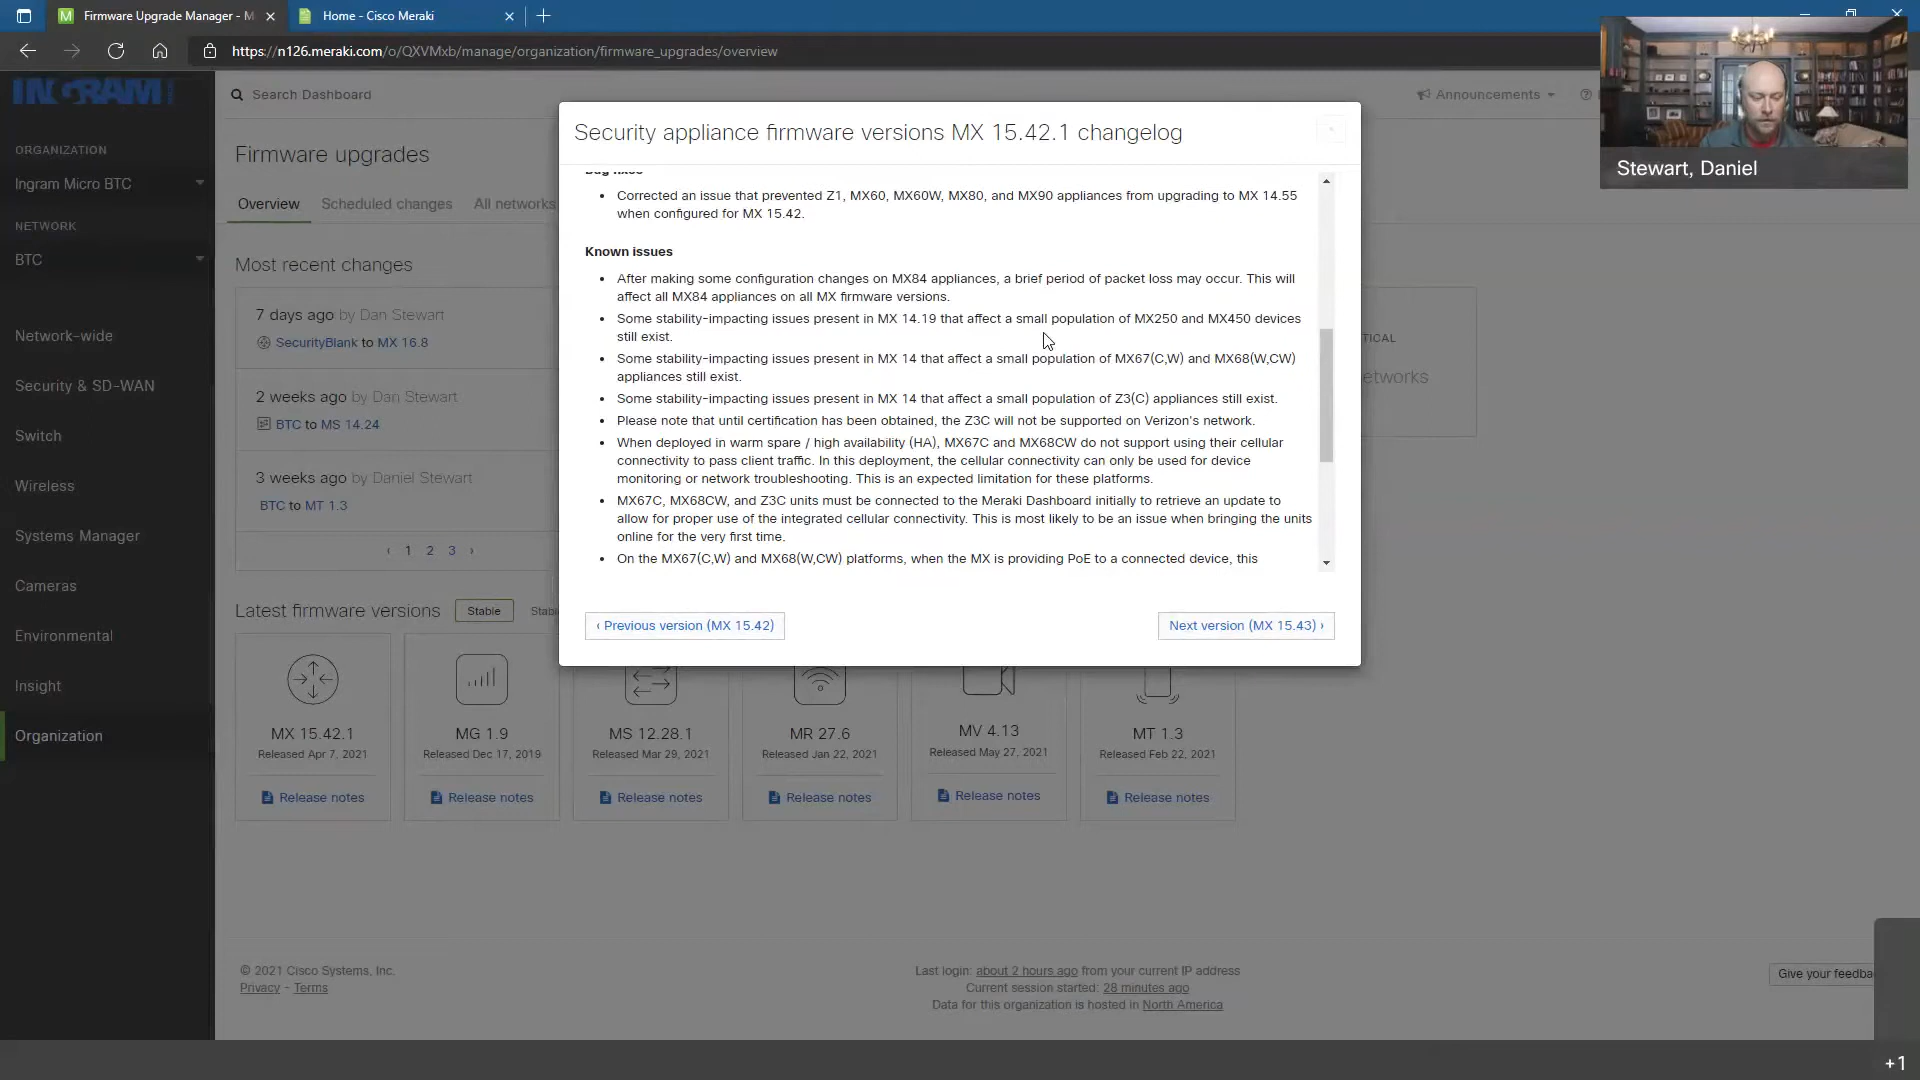 Firmware Upgrade Manager - M
Home - Cisco Meraki
https://n126.meraki.com/o/QXVMxb/manage/organization/firmware_upgrades/overview
INGRAM
Search Dashboard
Announcements
Stewart, Daniel
ORGANIZATION
Ingram Micro BTC
NETWORK
BTC
Network-wide
Security & SD-WAN
Switch
Wireless
Systems Manager
Cameras
Environmental
Insight
Organization
Firmware upgrades
Overview
Scheduled changes
All networks
Most recent changes
7 days ago by Dan Stewart
SecurityBlank to MX 16.8
2 weeks ago by Dan Stewart
BTC to MS 14.24
3 weeks ago by Daniel Stewart
BTC to MT 1.3
‹ 1 2 3 ›
Security appliance firmware versions MX 15.42.1 changelog
Bug fixes
• Corrected an issue that prevented Z1, MX60, MX60W, MX80, and MX90 appliances from upgrading to MX 14.55
when configured for MX 15.42.
Known issues
• After making some configuration changes on MX84 appliances, a brief period of packet loss may occur. This will
affect all MX84 appliances on all MX firmware versions.
• Some stability-impacting issues present in MX 14.19 that affect a small population of MX250 and MX450 devices
still exist.
• Some stability-impacting issues present in MX 14 that affect a small population of MX67(C,W) and MX68(W,CW)
appliances still exist.
• Some stability-impacting issues present in MX 14 that affect a small population of Z3(C) appliances still exist.
• Please note that until certification has been obtained, the Z3C will not be supported on Verizon's network.
• When deployed in warm spare / high availability (HA), MX67C and MX68CW do not support using their cellular
connectivity to pass client traffic. In this deployment, the cellular connectivity can only be used for device
monitoring or network troubleshooting. This is an expected limitation for these platforms.
• MX67C, MX68CW, and Z3C units must be connected to the Meraki Dashboard initially to retrieve an update to
allow for proper use of the integrated cellular connectivity. This is most likely to be an issue when bringing the units
online for the very first time.
• On the MX67(C,W) and MX68(W,CW) platforms, when the MX is providing PoE to a connected device, this
‹ Previous version (MX 15.42)
Next version (MX 15.43) ›
TICAL
etworks
Latest firmware versions
Stable
Stabl
MX 15.42.1
Released Apr 7, 2021
Release notes
MG 1.9
Released Dec 17, 2019
Release notes
MS 12.28.1
Released Mar 29, 2021
Release notes
MR 27.6
Released Jan 22, 2021
Release notes
MV 4.13
Released May 27, 2021
Release notes
MT 1.3
Released Feb 22, 2021
Release notes
© 2021 Cisco Systems, Inc.
Privacy - Terms
Last login: about 2 hours ago from your current IP address
Current session started: 28 minutes ago
Data for this organization is hosted in North America
Give your feedba
+1